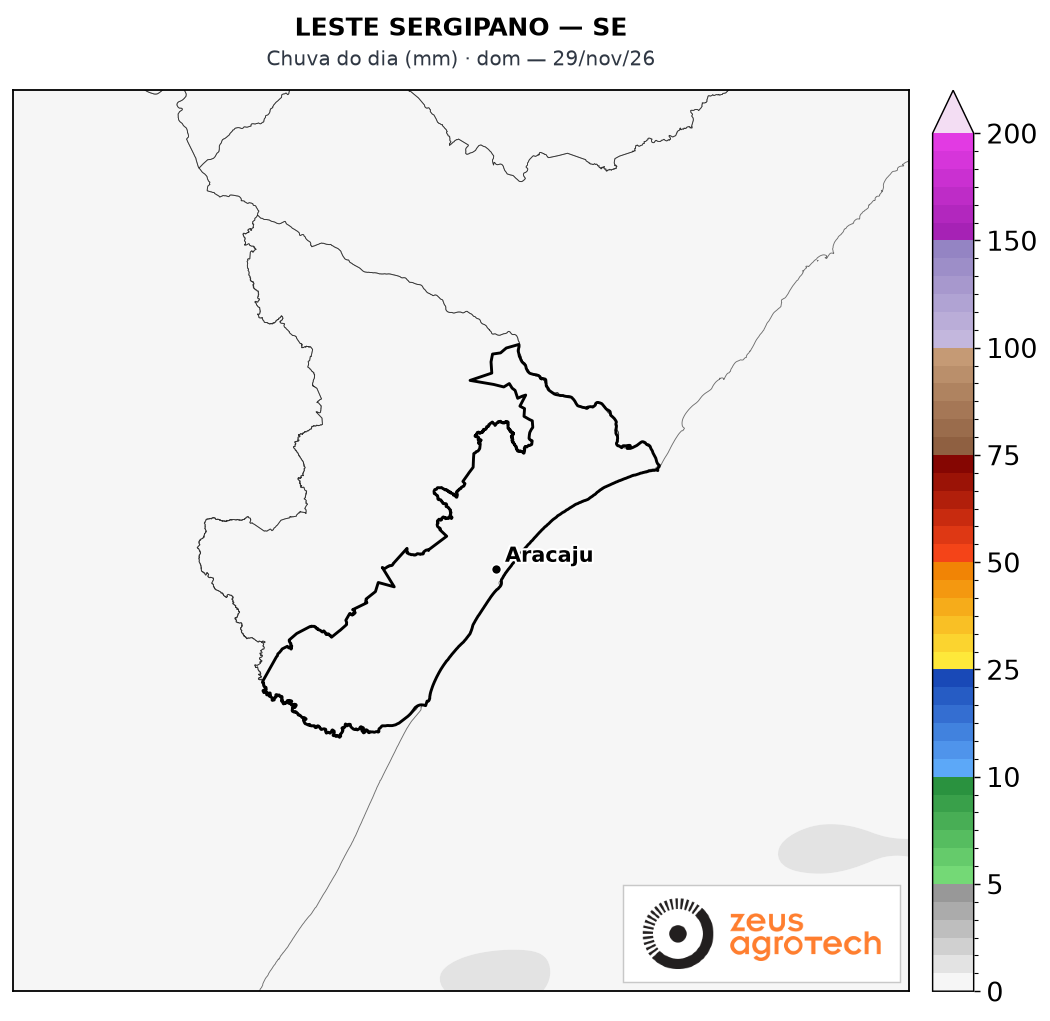 LESTE SERGIPANO — SE
Chuva do dia (mm) · dom — 29/nov/26
200
150
100
75
50
25
10
5
0
Aracaju
zeus
agrotech